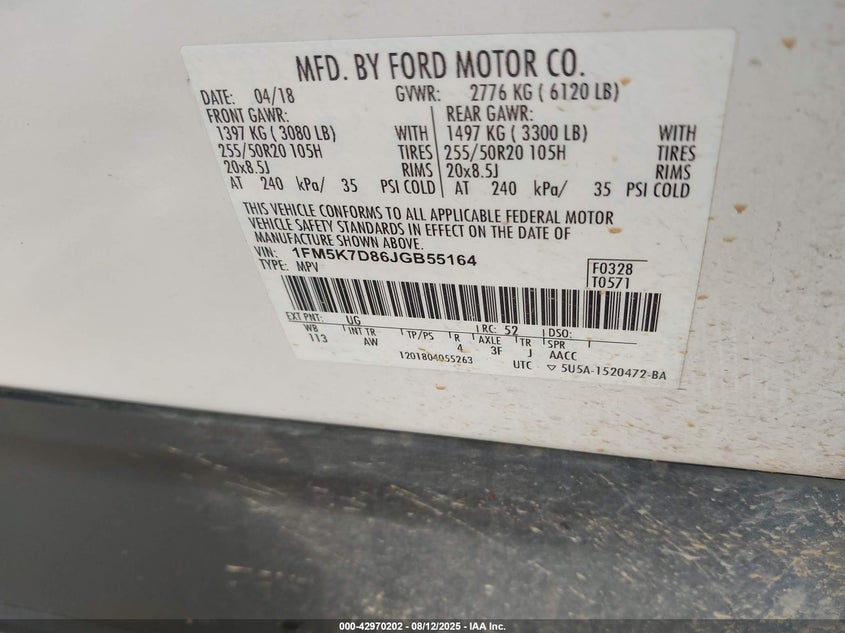 MFD. BY FORD MOTOR CO.
DATE: 04/18 GVWR: 2776 KG ( 6120 LB)
FRONT GAWR: REAR GAWR:
1397 KG ( 3080 LB) WITH 1497 KG ( 3300 LB) WITH
255/50R20 105H TIRES 255/50R20 105H TIRES
20x8.5J RIMS 20x8.5J RIMS
AT 240 kPa/ 35 PSI COLD AT 240 kPa/ 35 PSI COLD
THIS VEHICLE CONFORMS TO ALL APPLICABLE FEDERAL MOTOR
VEHICLE SAFETY STANDARDS IN EFFECT ON THE DATE OF
MANUFACTURE SHOWN ABOVE.
VIN: 1FM5K7D86JGB55164 F0328
TYPE: MPV T0571
EXT PNT: UG RC: 52 DSO:
WB INT TR TP/PS R AXLE TR SPR
113 AW 4 3F J AACC
1201804055263 UTC ▽ 5U5A-1520472-BA
000-42970202 - 08/12/2025 - IAA Inc.